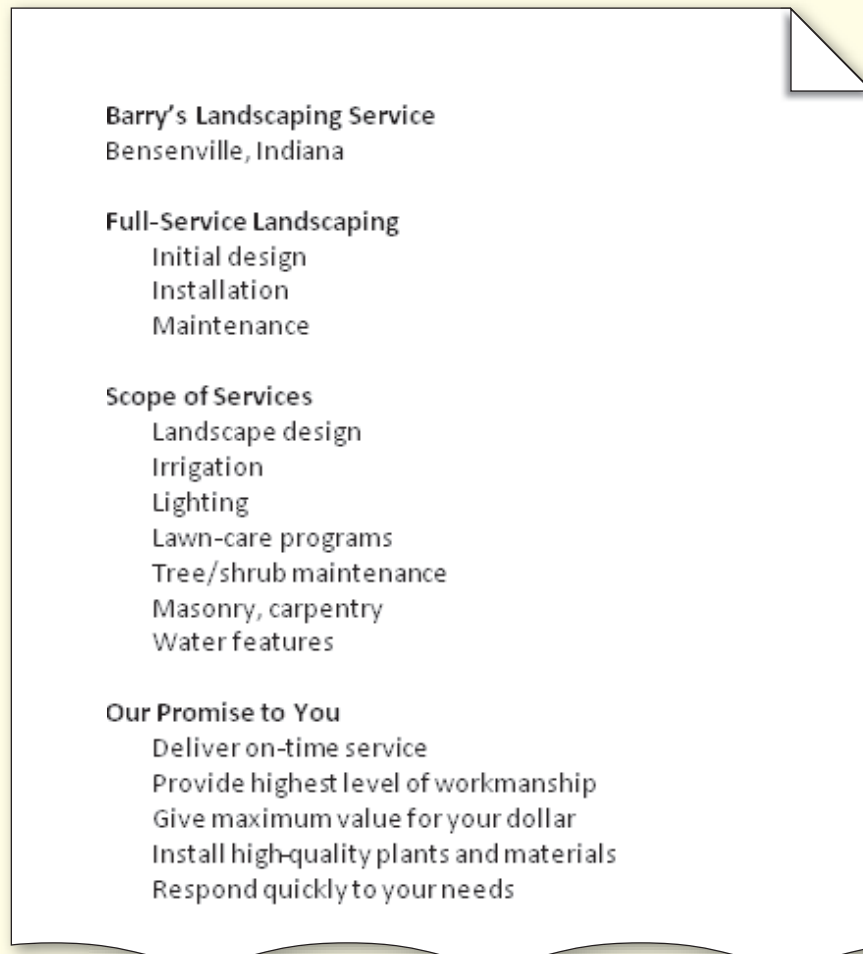 Barry’s Landscaping Service
Bensenville, Indiana
Full-Service Landscaping
Initial design
Installation
Maintenance
Scope of Services
Landscape design
Irrigation
Lighting
Lawn-care programs
Tree/shrub maintenance
Masonry, carpentry
Water features
Our Promise to You
Deliver on-time service
Provide highest level of workmanship
Give maximum value for your dollar
Install high-quality plants and materials
Respond quickly to your needs